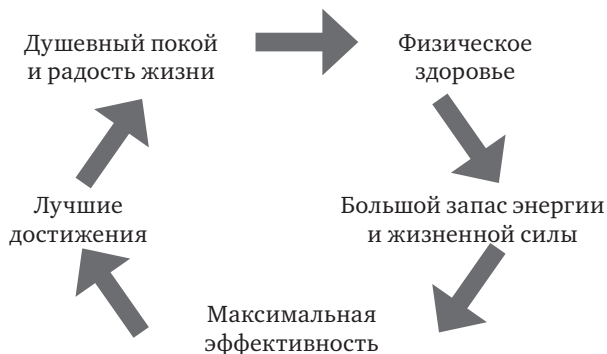 Душевный покой
и радость жизни
Физическое
здоровье
Большой запас энергии
и жизненной силы
Максимальная
эффективность
Лучшие
достижения